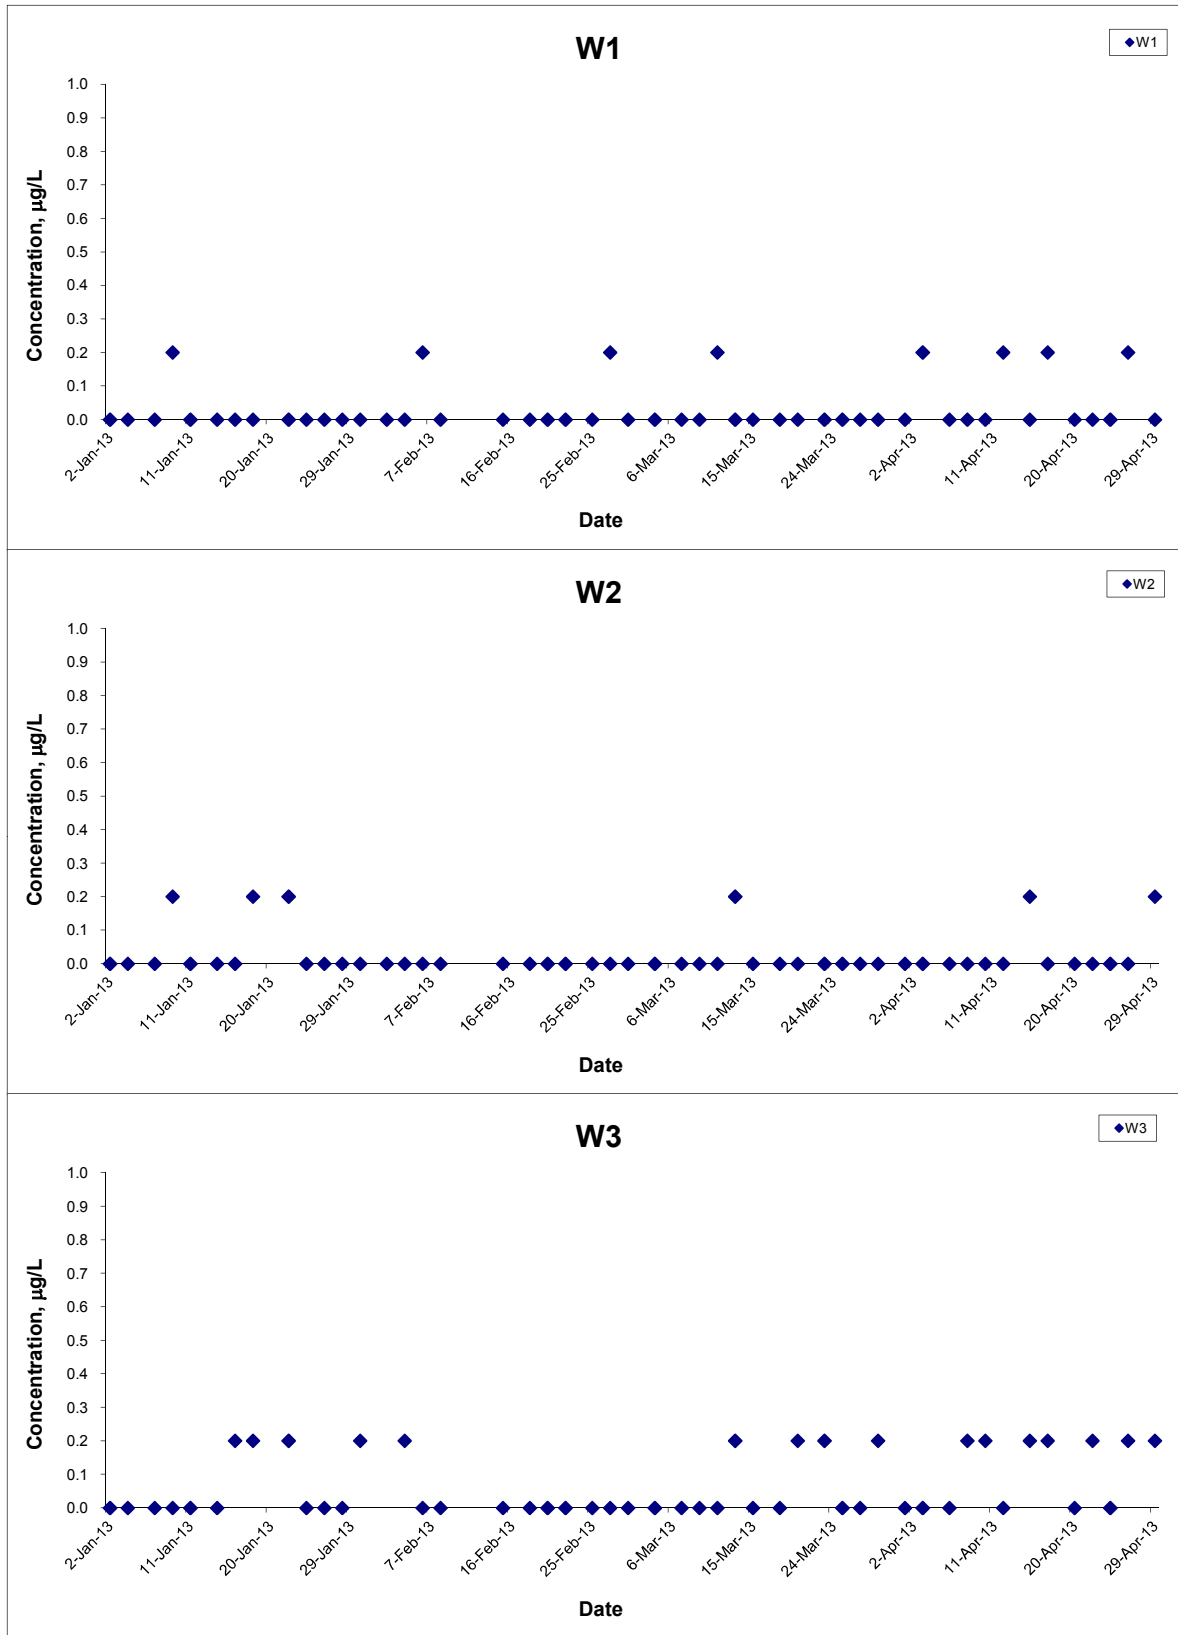 W1
W1
1.0
0.9
0.8
0.7
0.6
0.5
0.4
0.3
0.2
0.1
0.0
Concentration, µg/L
2-Jan-13
11-Jan-13
20-Jan-13
29-Jan-13
7-Feb-13
16-Feb-13
25-Feb-13
6-Mar-13
15-Mar-13
24-Mar-13
2-Apr-13
11-Apr-13
20-Apr-13
29-Apr-13
Date
W2
W2
1.0
0.9
0.8
0.7
0.6
0.5
0.4
0.3
0.2
0.1
0.0
Concentration, µg/L
2-Jan-13
11-Jan-13
20-Jan-13
29-Jan-13
7-Feb-13
16-Feb-13
25-Feb-13
6-Mar-13
15-Mar-13
24-Mar-13
2-Apr-13
11-Apr-13
20-Apr-13
29-Apr-13
Date
W3
W3
1.0
0.9
0.8
0.7
0.6
0.5
0.4
0.3
0.2
0.1
0.0
Concentration, µg/L
2-Jan-13
11-Jan-13
20-Jan-13
29-Jan-13
7-Feb-13
16-Feb-13
25-Feb-13
6-Mar-13
15-Mar-13
24-Mar-13
2-Apr-13
11-Apr-13
20-Apr-13
29-Apr-13
Date